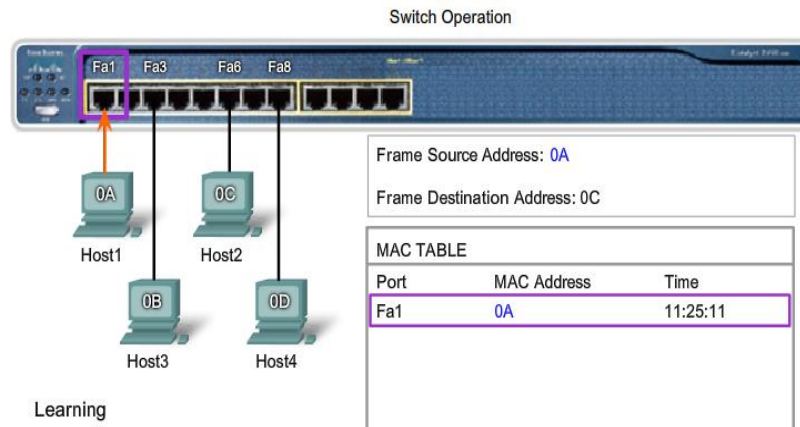 Switch Operation
Fa1 Fa3 Fa6 Fa8
Frame Source Address: 0A
Frame Destination Address: 0C
0A 0C
Host1 Host2
0B 0D
Host3 Host4
MAC TABLE
Port MAC Address Time
Fa1 0A 11:25:11
Learning